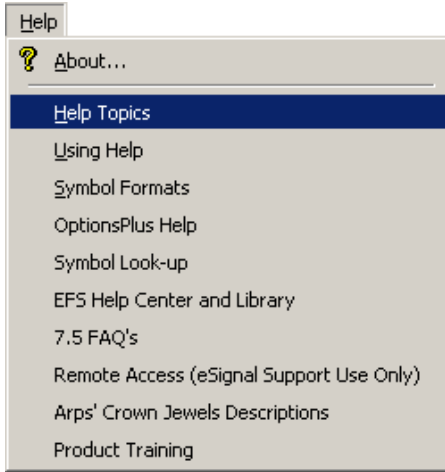 Help
About...
Help Topics
Using Help
Symbol Formats
OptionsPlus Help
Symbol Look-up
EFS Help Center and Library
7.5 FAQ's
Remote Access (eSignal Support Use Only)
Arps' Crown Jewels Descriptions
Product Training